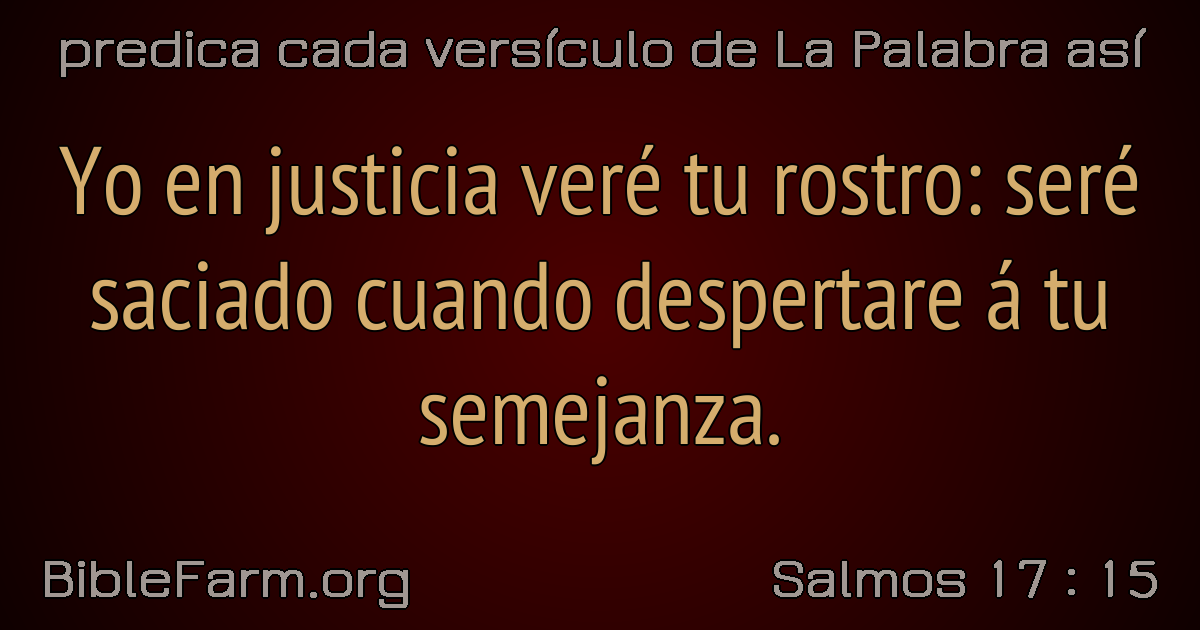 predica cada versículo de La Palabra así
Yo en justicia veré tu rostro: seré
saciado cuando despertare á tu
semejanza.
BibleFarm.org
Salmos 17 : 15